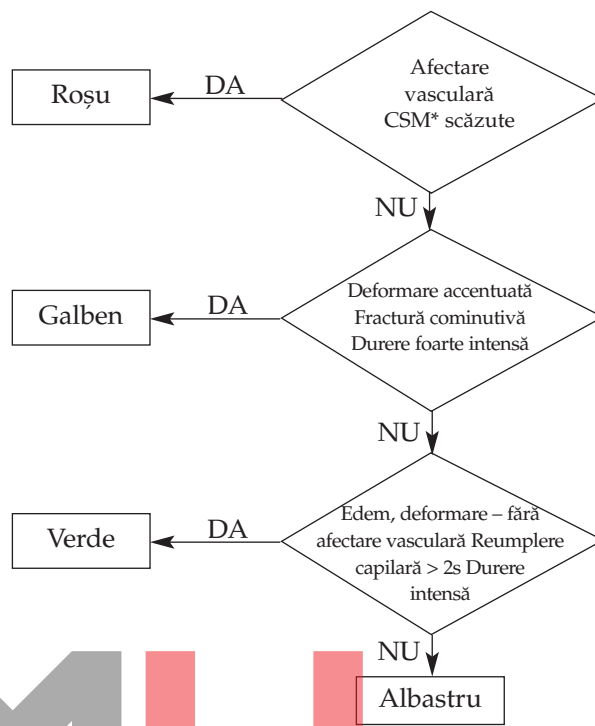 Afectare
vasculară
CSM* scăzute
DA
Roșu
NU
Deformare accentuată
Fractură cominutivă
Durere foarte intensă
DA
Galben
NU
Edem, deformare – fără
afectare vasculară Reumplere
capilară > 2s Durere
intensă
DA
Verde
NU
Albastru